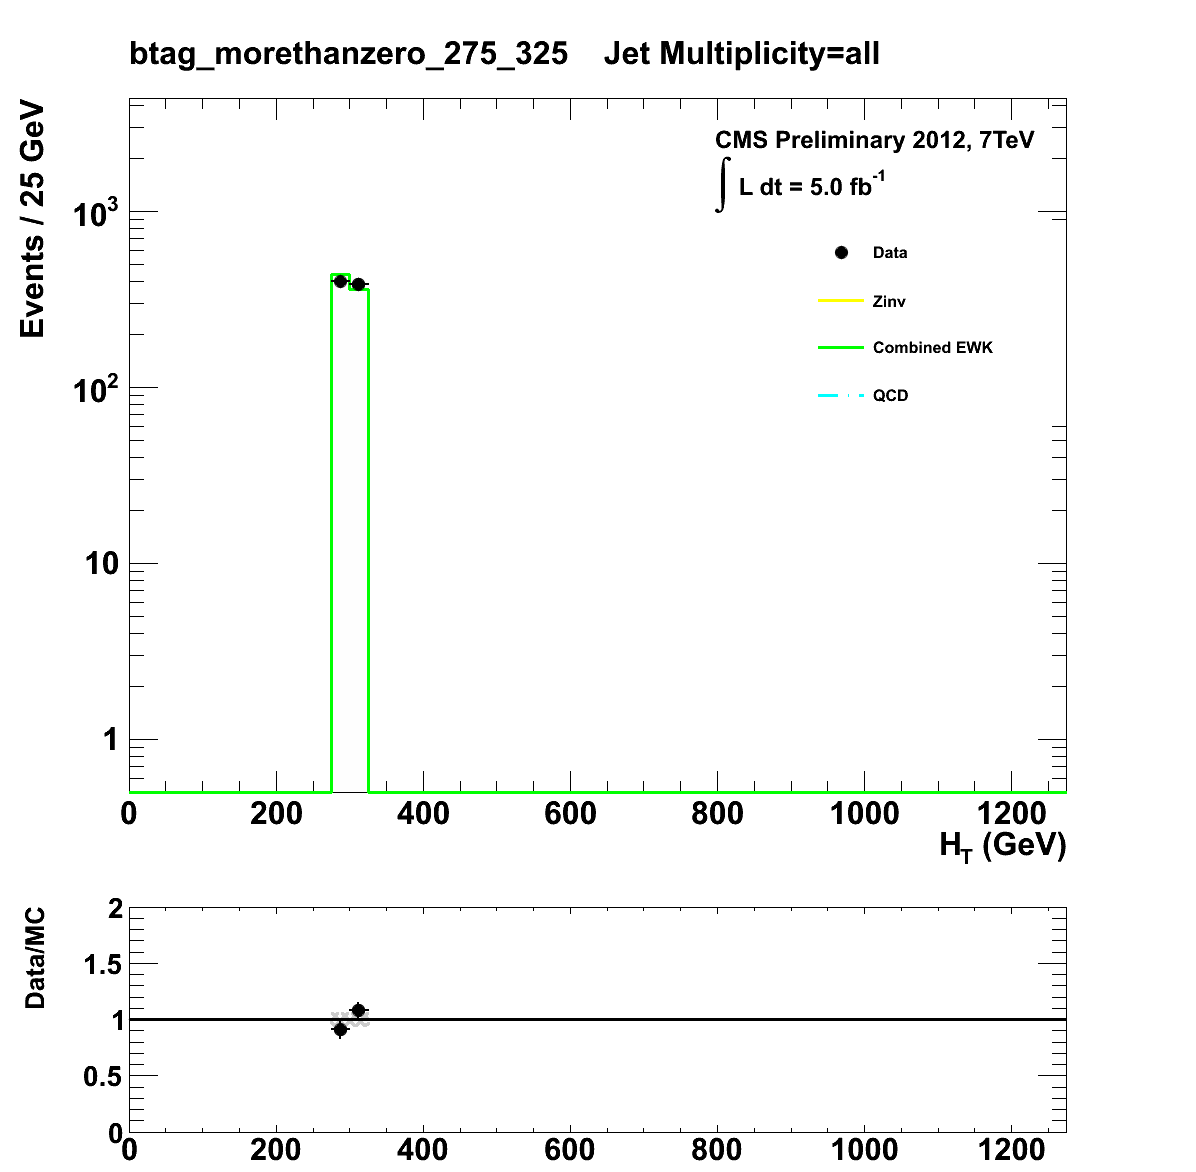 btag_morethanzero_275_325 Jet Multiplicity=all
Events / 25 GeV
CMS Preliminary 2012, 7TeV
∫ L dt = 5.0 fb⁻¹
10³
10²
10
1
Data
Zinv
Combined EWK
QCD
0 200 400 600 800 1000 1200
H_T (GeV)
Data/MC
2
1.5
1
0.5
0
0 200 400 600 800 1000 1200